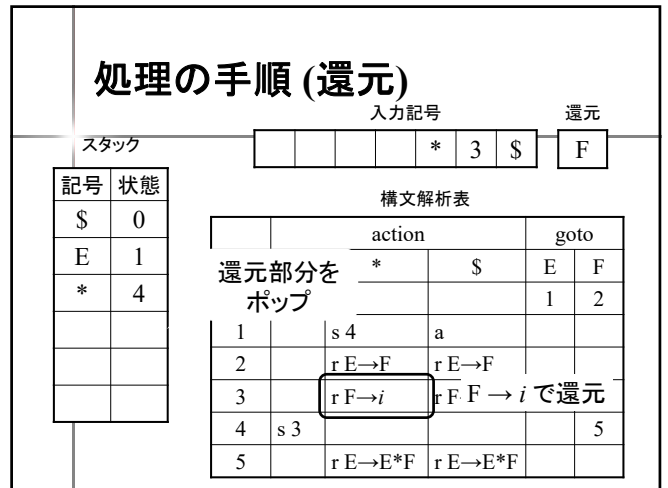 処理の手順 (還元)
入力記号 還元
スタック
* 3 $ F
記号 状態
$ 0
E 1
* 4
構文解析表
action goto
* $ E F
還元部分を
ポップ
1 2
1 s 4 a
2 r E→F r E→F
3 r F→i r F
F → i で還元
4 s 3 5
5 r E→E*F r E→E*F